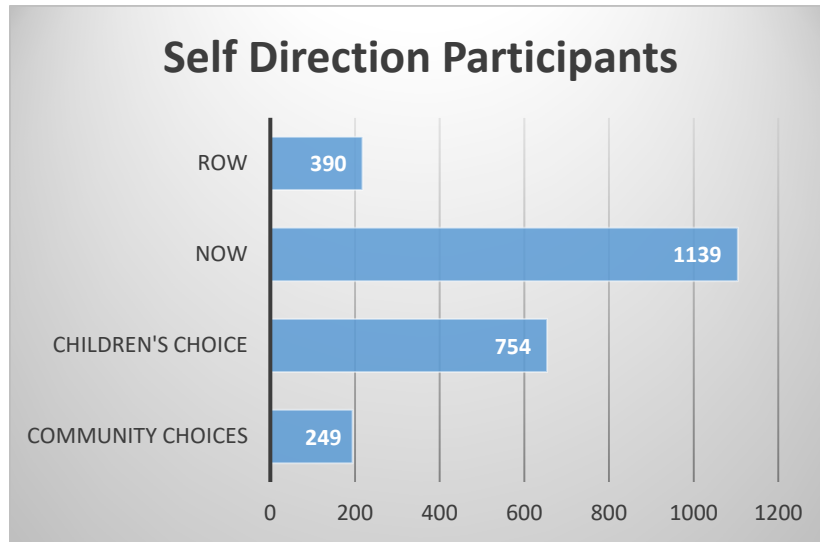 Self Direction Participants
ROW
390
NOW
1139
CHILDREN'S CHOICE
754
COMMUNITY CHOICES
249
0 200 400 600 800 1000 1200